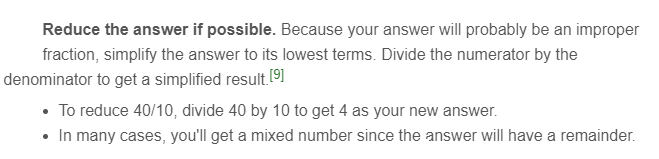 Reduce the answer if possible. Because your answer will probably be an improper
fraction, simplify the answer to its lowest terms. Divide the numerator by the
denominator to get a simplified result.[9]
• To reduce 40/10, divide 40 by 10 to get 4 as your new answer.
• In many cases, you'll get a mixed number since the answer will have a remainder.